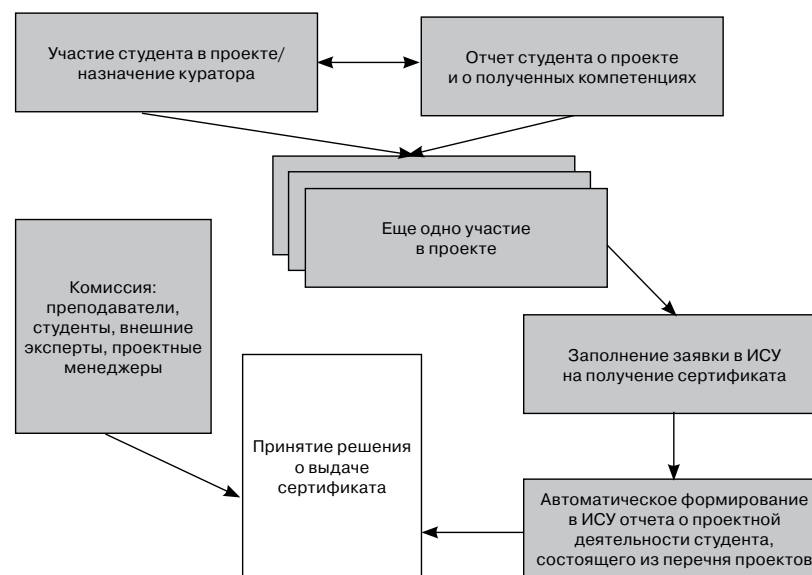 Участие студента в проекте/
назначение куратора
Отчет студента о проекте
и о полученных компетенциях
Еще одно участие
в проекте
Комиссия:
преподаватели,
студенты, внешние
эксперты, проектные
менеджеры
Заполнение заявки в ИСУ
на получение сертификата
Принятие решения
о выдаче
сертификата
Автоматическое формирование
в ИСУ отчета о проектной
деятельности студента,
состоящего из перечня проектов